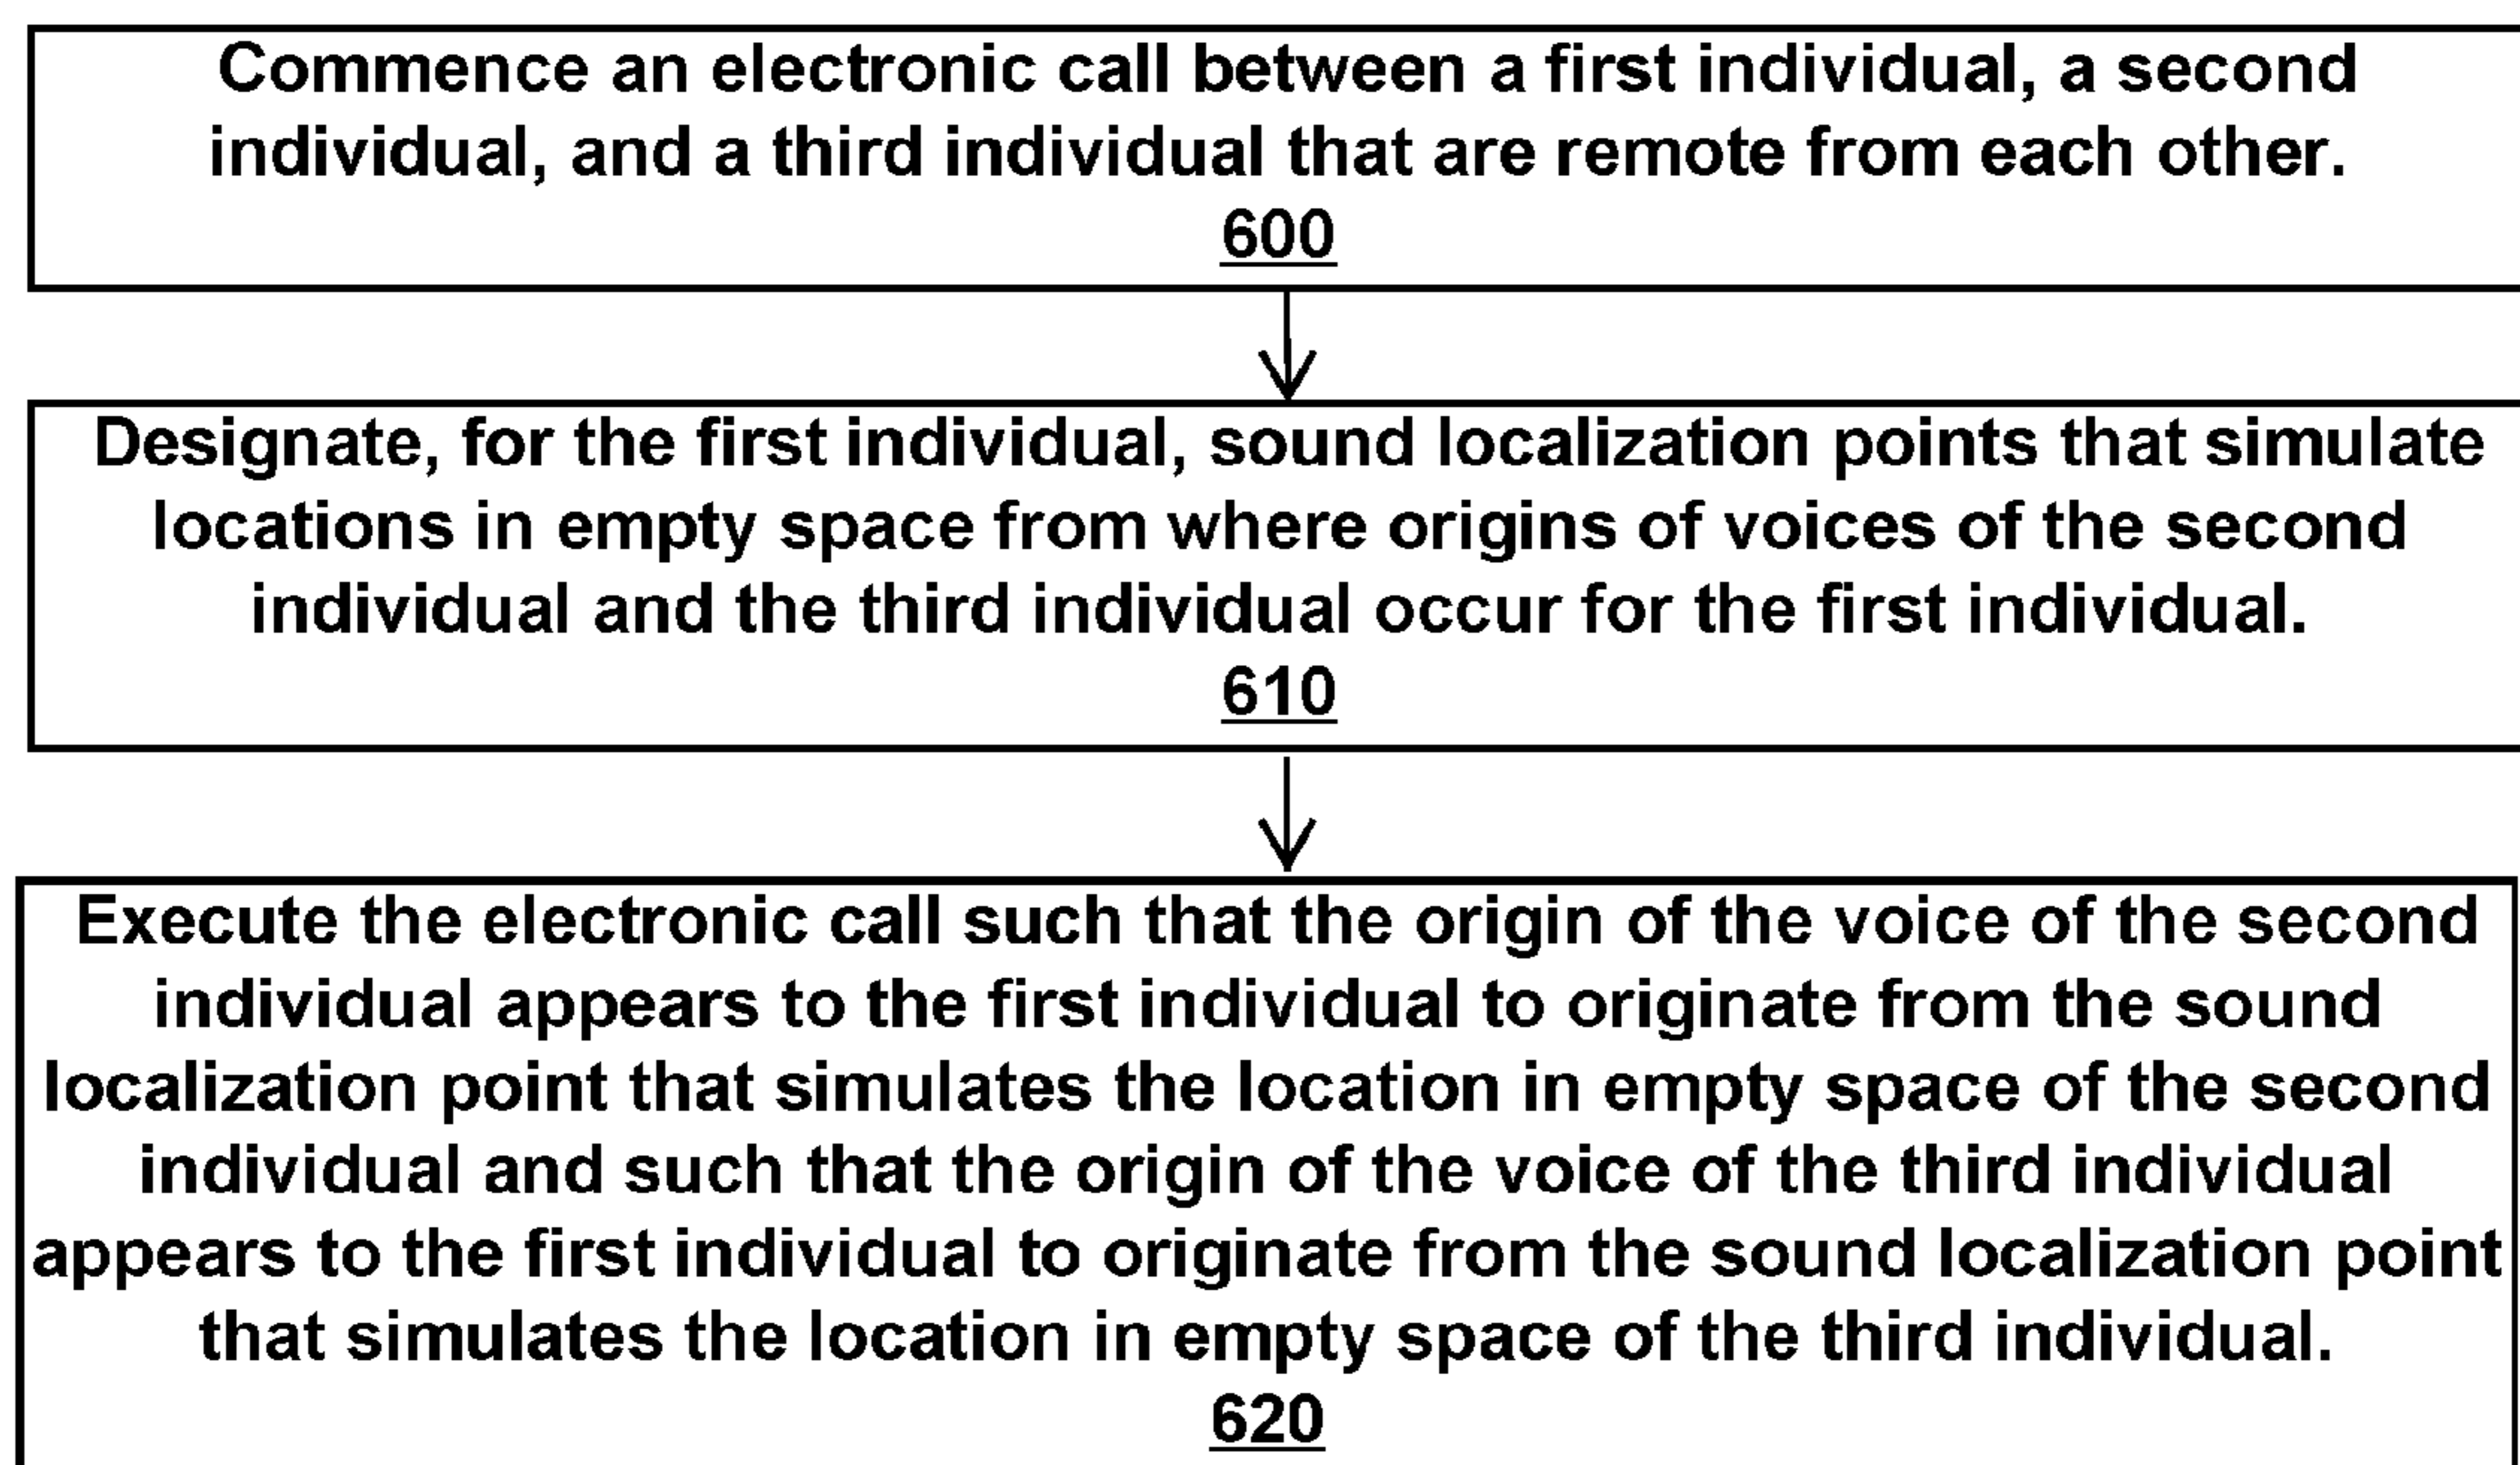 Commence an electronic call between a first individual, a second
individual, and a third individual that are remote from each other.
600
Designate, for the first individual, sound localization points that simulate
locations in empty space from where origins of voices of the second
individual and the third individual occur for the first individual.
610
Execute the electronic call such that the origin of the voice of the second
individual appears to the first individual to originate from the sound
localization point that simulates the location in empty space of the second
individual and such that the origin of the voice of the third individual
appears to the first individual to originate from the sound localization point
that simulates the location in empty space of the third individual.
620